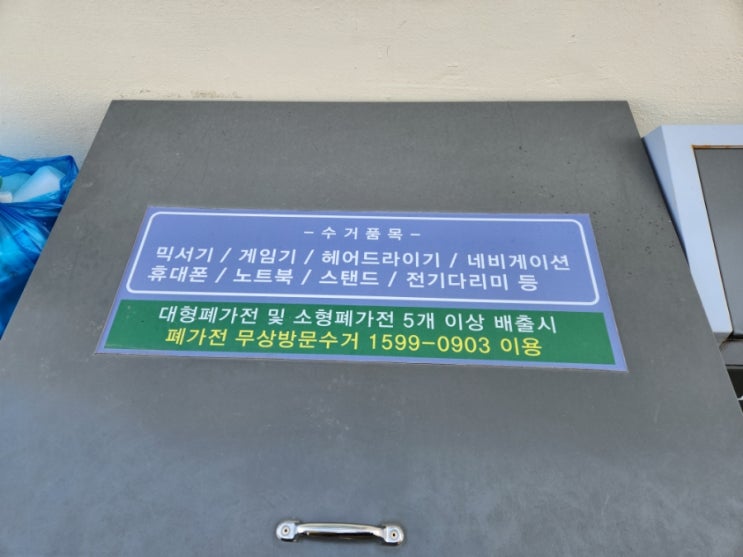 - 수거품목 -
믹서기 / 게임기 / 헤어드라이기 / 네비게이션
휴대폰 / 노트북 / 스탠드 / 전기다리미 등
대형폐가전 및 소형폐가전 5개 이상 배출시
폐가전 무상방문수거 1599-0903 이용